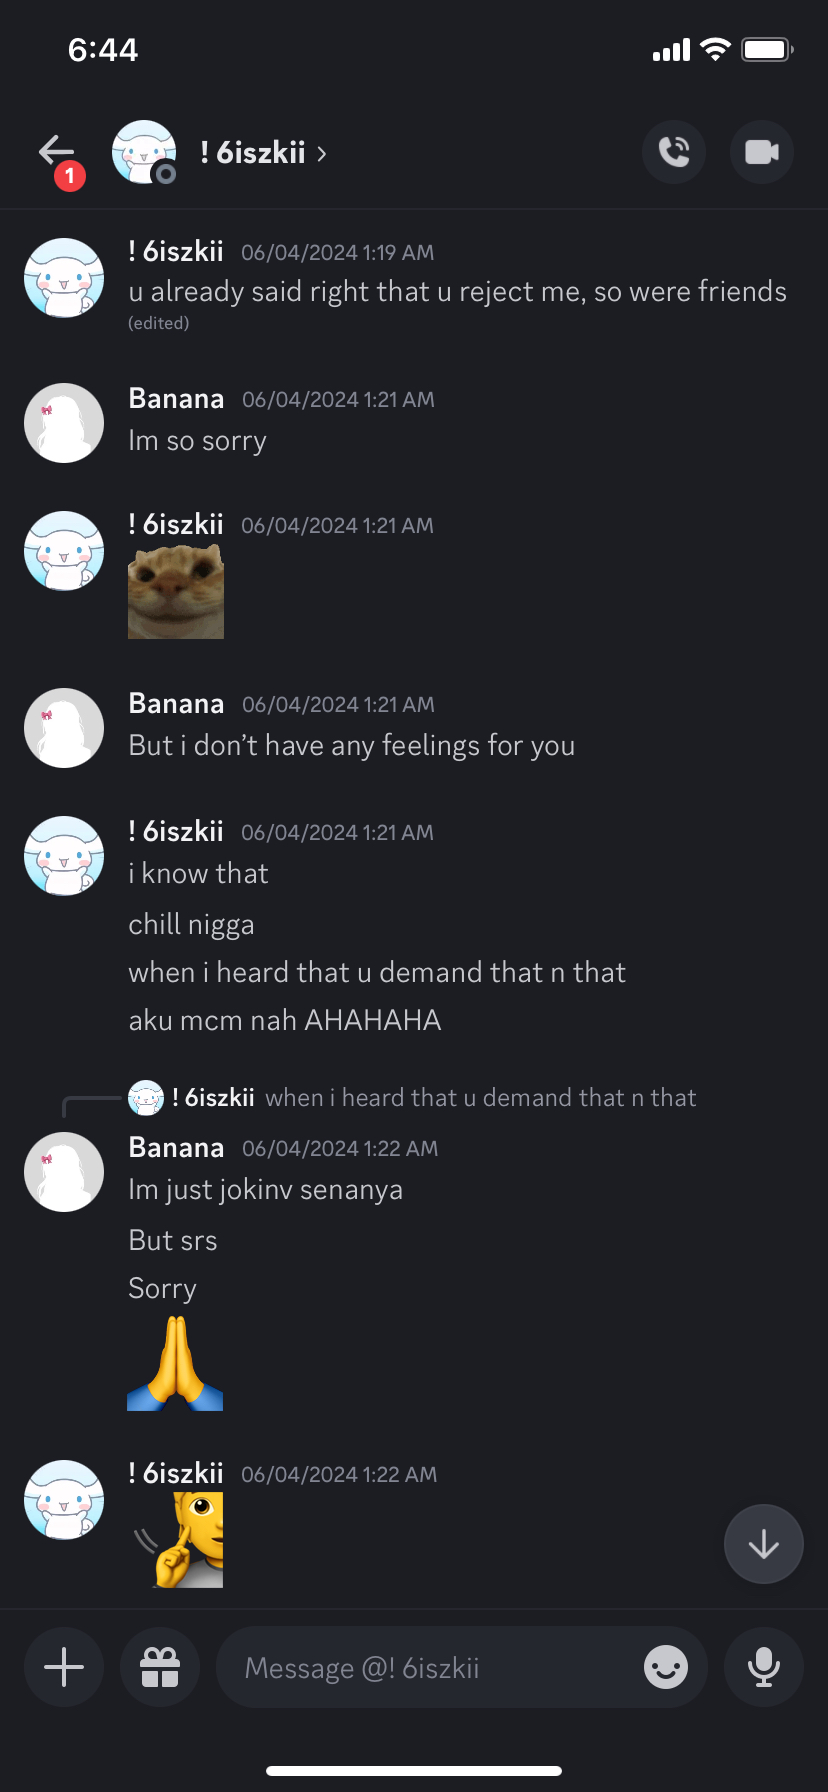 6:44
1
! 6iszkii ›
! 6iszkii 06/04/2024 1:19 AM
u already said right that u reject me, so were friends
(edited)
Banana 06/04/2024 1:21 AM
Im so sorry
! 6iszkii 06/04/2024 1:21 AM
Banana 06/04/2024 1:21 AM
But i don’t have any feelings for you
! 6iszkii 06/04/2024 1:21 AM
i know that
chill nigga
when i heard that u demand that n that
aku mcm nah AHAHAHA
! 6iszkii when i heard that u demand that n that
Banana 06/04/2024 1:22 AM
Im just jokinv senanya
But srs
Sorry
! 6iszkii 06/04/2024 1:22 AM
Message @! 6iszkii